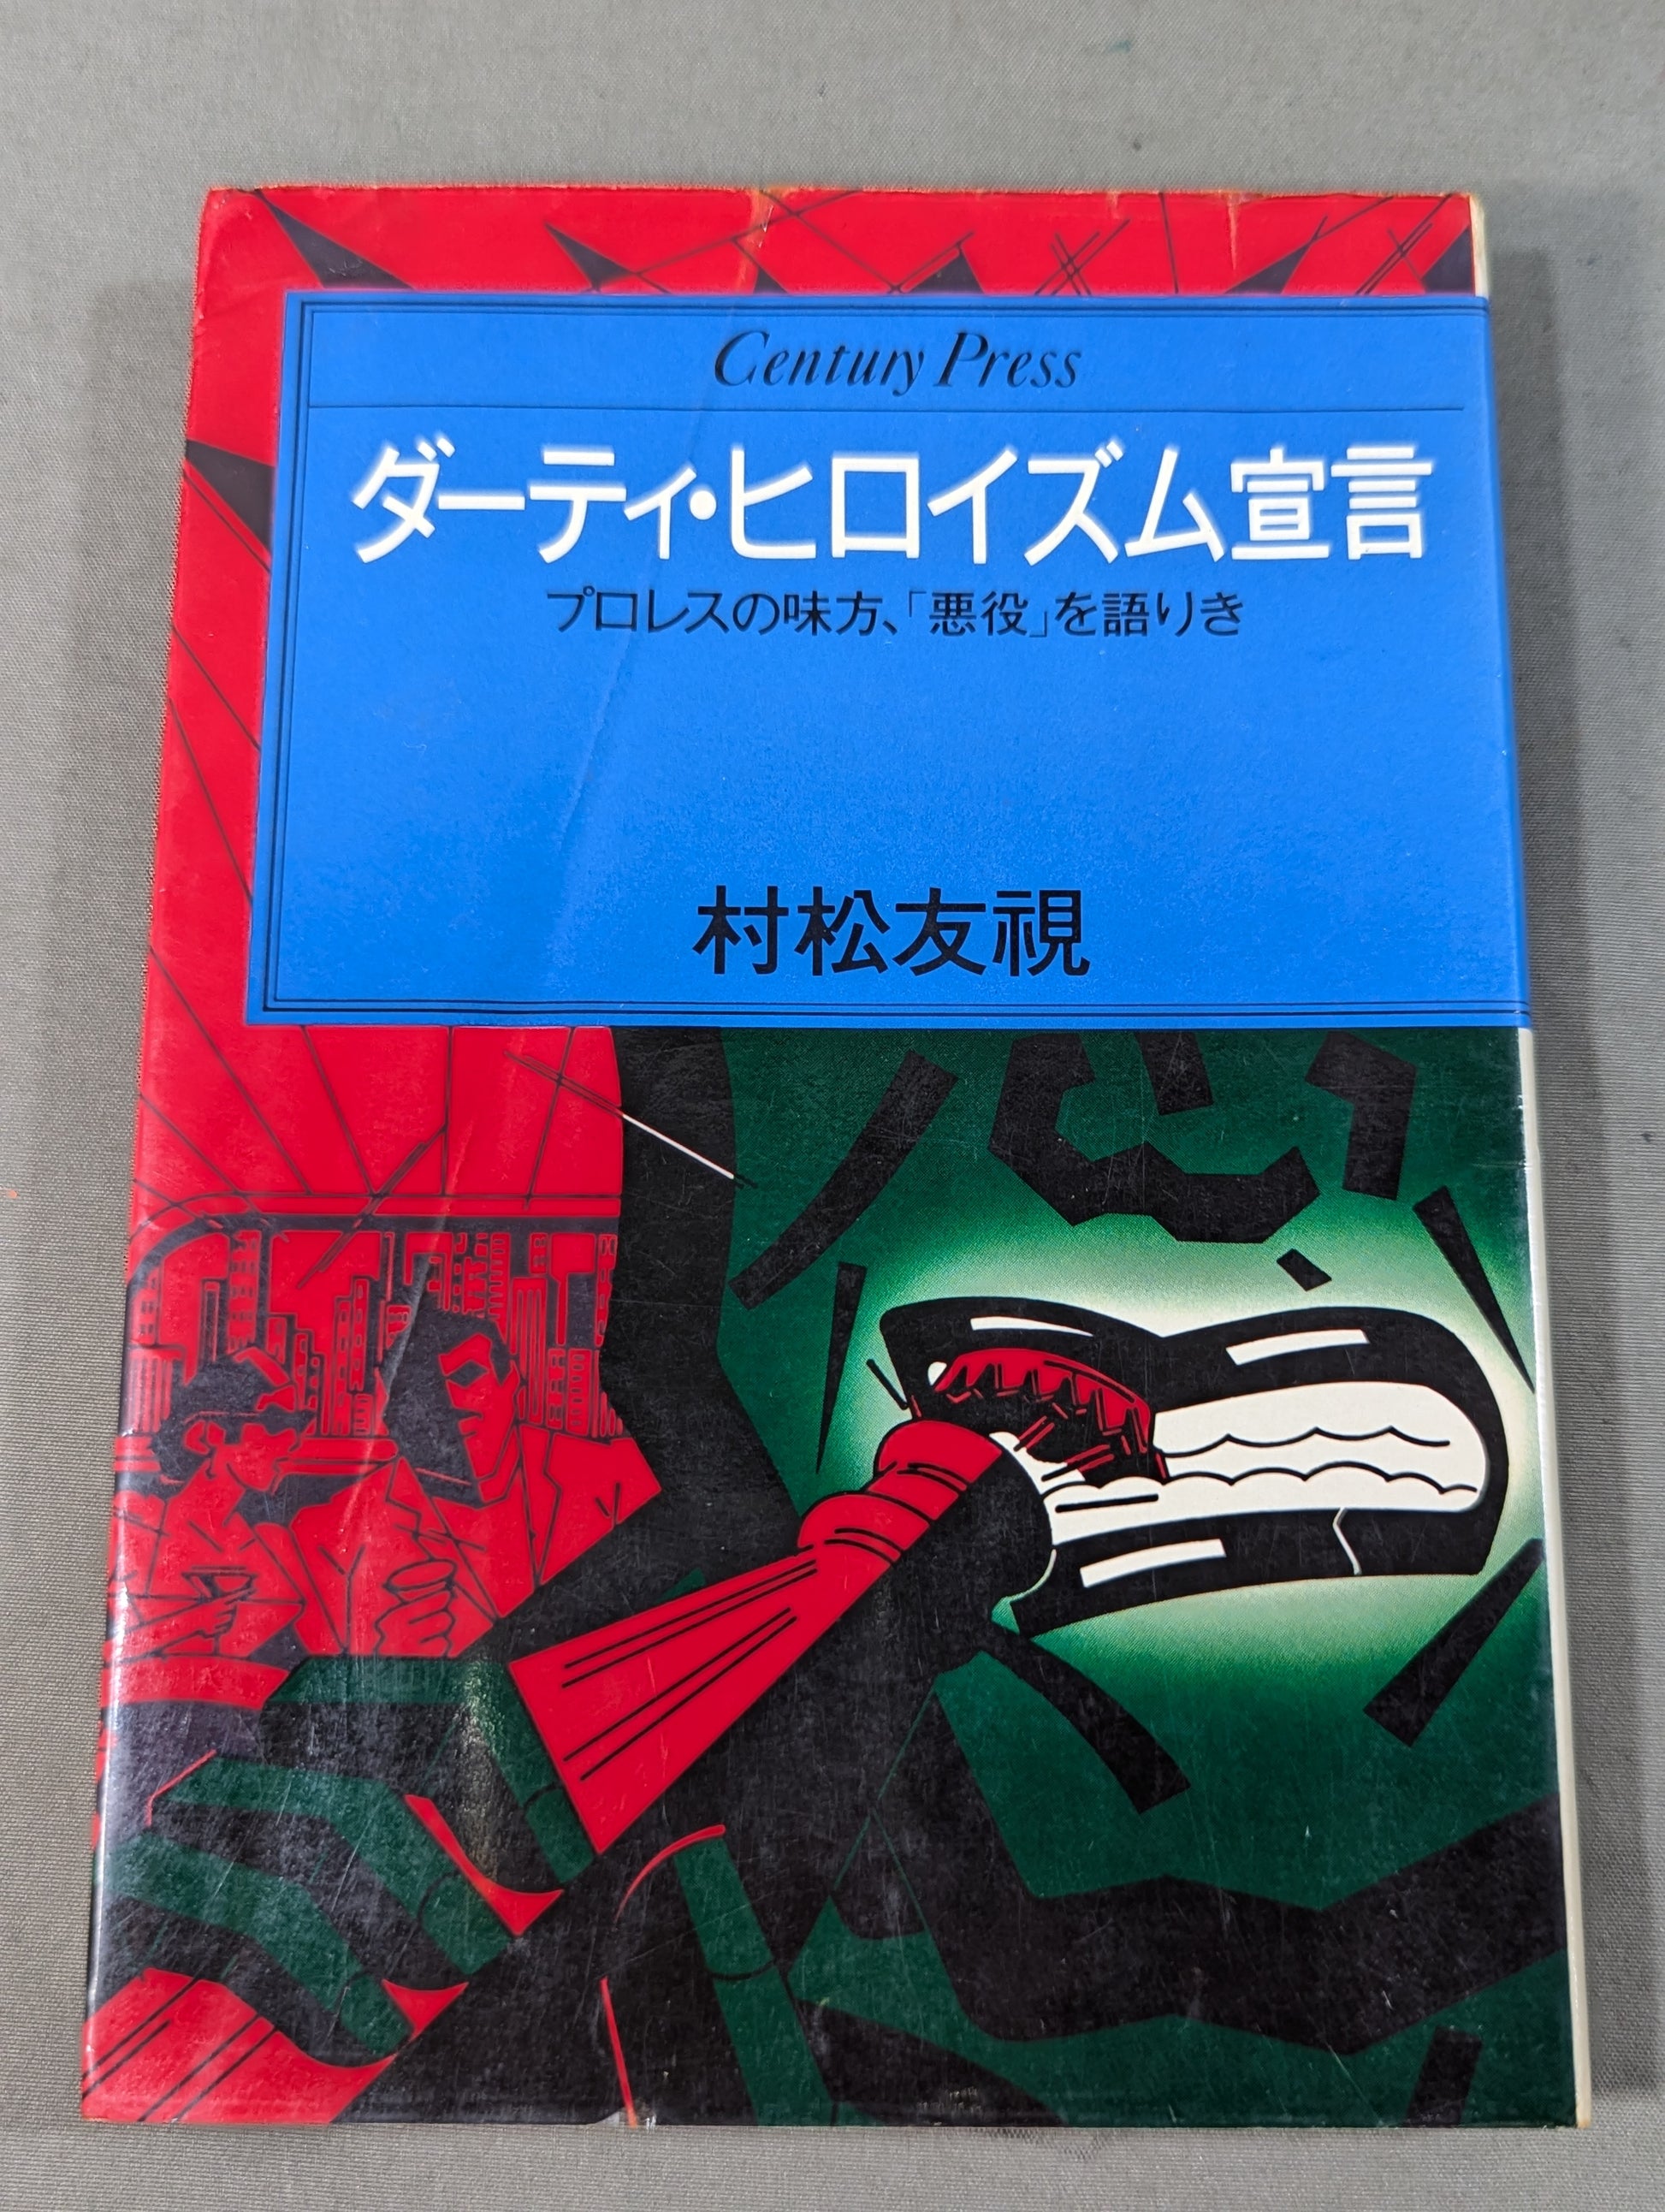 Century Press
ダーティ・ヒロイズム宣言
プロレスの味方、「悪役」を語りき
村松友視